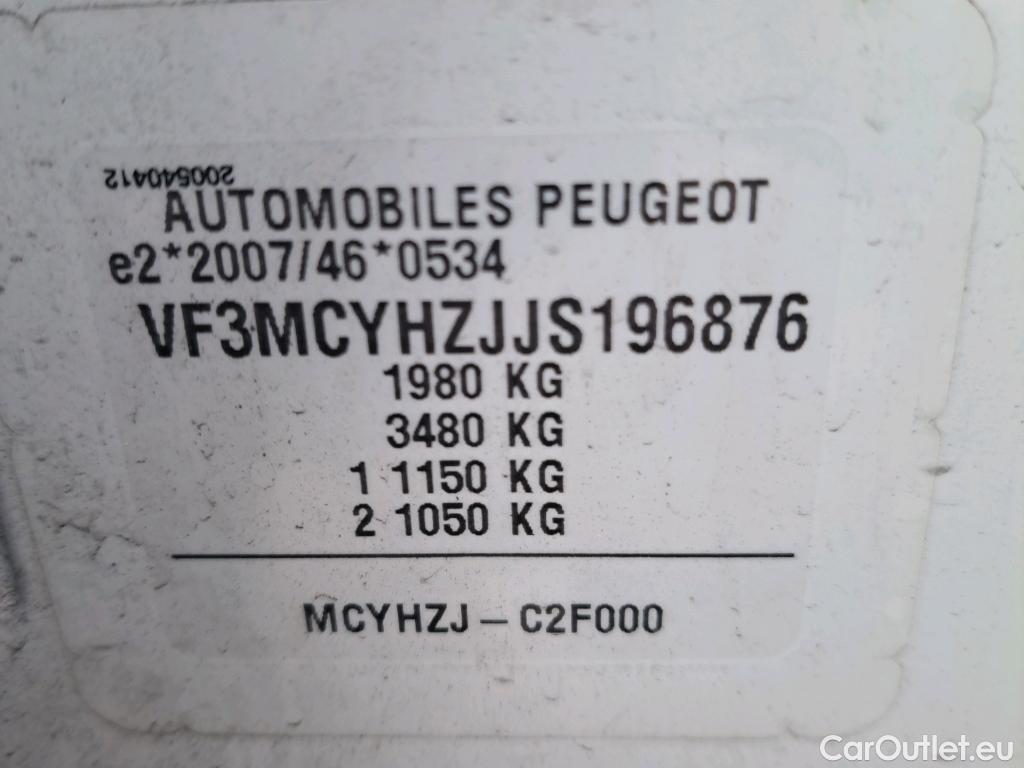 200540412
AUTOMOBILES PEUGEOT
e2*2007/46*0534
VF3MCYHZJJS196876
1980 KG
3480 KG
1 1150 KG
2 1050 KG
MCYHZJ – C2F000
CarOutlet.eu